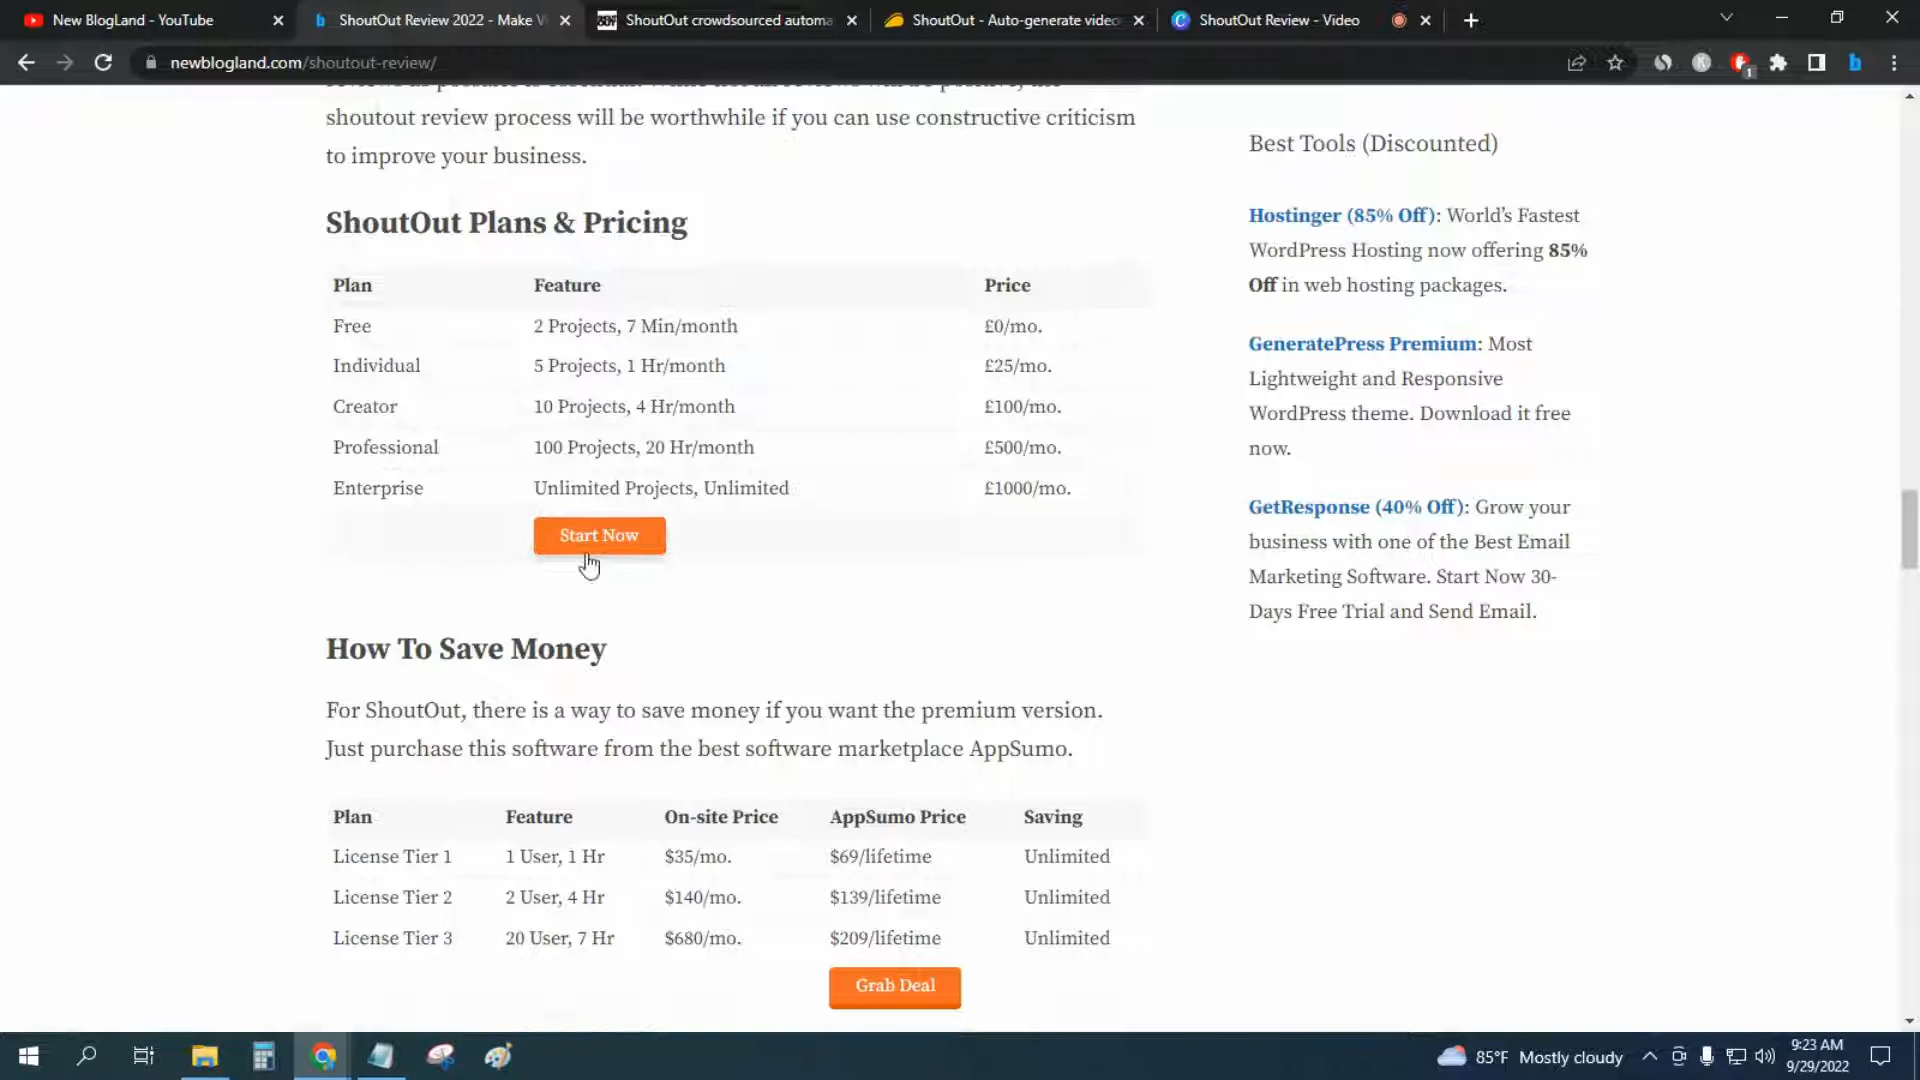 New BlogLand - YouTube
ShoutOut Review 2022 - Make V
ShoutOut crowdsourced automa
ShoutOut - Auto-generate video
ShoutOut Review - Video
newblogland.com/shoutout-review/
shoutout review process will be worthwhile if you can use constructive criticism
to improve your business.
ShoutOut Plans & Pricing
Plan Feature Price
Free 2 Projects, 7 Min/month £0/mo.
Individual 5 Projects, 1 Hr/month £25/mo.
Creator 10 Projects, 4 Hr/month £100/mo.
Professional 100 Projects, 20 Hr/month £500/mo.
Enterprise Unlimited Projects, Unlimited £1000/mo.
Start Now
How To Save Money
For ShoutOut, there is a way to save money if you want the premium version.
Just purchase this software from the best software marketplace AppSumo.
Plan Feature On-site Price AppSumo Price Saving
License Tier 1 1 User, 1 Hr $35/mo. $69/lifetime Unlimited
License Tier 2 2 User, 4 Hr $140/mo. $139/lifetime Unlimited
License Tier 3 20 User, 7 Hr $680/mo. $209/lifetime Unlimited
Grab Deal
Best Tools (Discounted)
Hostinger (85% Off): World's Fastest
WordPress Hosting now offering 85%
Off in web hosting packages.
GeneratePress Premium: Most
Lightweight and Responsive
WordPress theme. Download it free
now.
GetResponse (40% Off): Grow your
business with one of the Best Email
Marketing Software. Start Now 30-
Days Free Trial and Send Email.
85°F Mostly cloudy
9:23 AM
9/29/2022